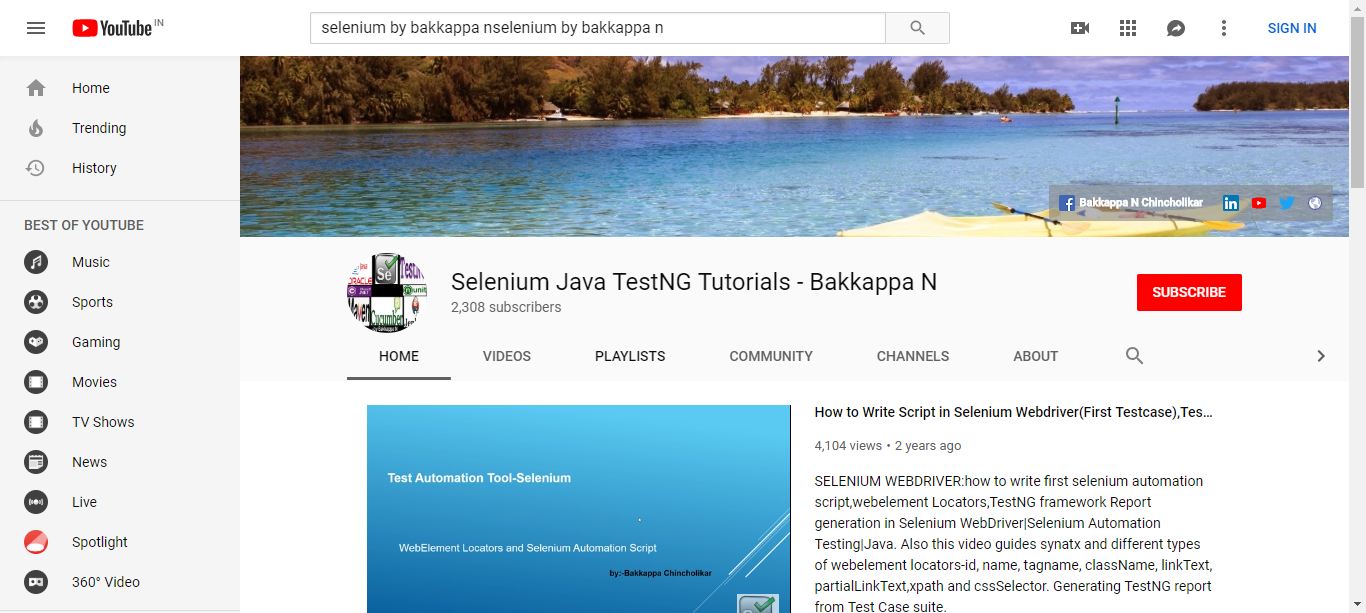 YouTube IN
selenium by bakkappa nselenium by bakkappa n
SIGN IN
Home
Trending
History
BEST OF YOUTUBE
Music
Sports
Gaming
Movies
TV Shows
News
Live
Spotlight
360° Video
Bakkappa N Chincholikar
Selenium Java TestNG Tutorials - Bakkappa N
2,308 subscribers
SUBSCRIBE
HOME VIDEOS PLAYLISTS COMMUNITY CHANNELS ABOUT
Test Automation Tool-Selenium
WebElement Locators and Selenium Automation Script
by:-Bakkappa Chincholikar
How to Write Script in Selenium Webdriver(First Testcase),Tes...
4,104 views • 2 years ago
SELENIUM WEBDRIVER:how to write first selenium automation
script,webelement Locators,TestNG framework Report
generation in Selenium WebDriver|Selenium Automation
Testing|Java. Also this video guides synatx and different types
of webelement locators-id, name, tagname, className, linkText,
partialLinkText,xpath and cssSelector. Generating TestNG report
from Test Case suite.